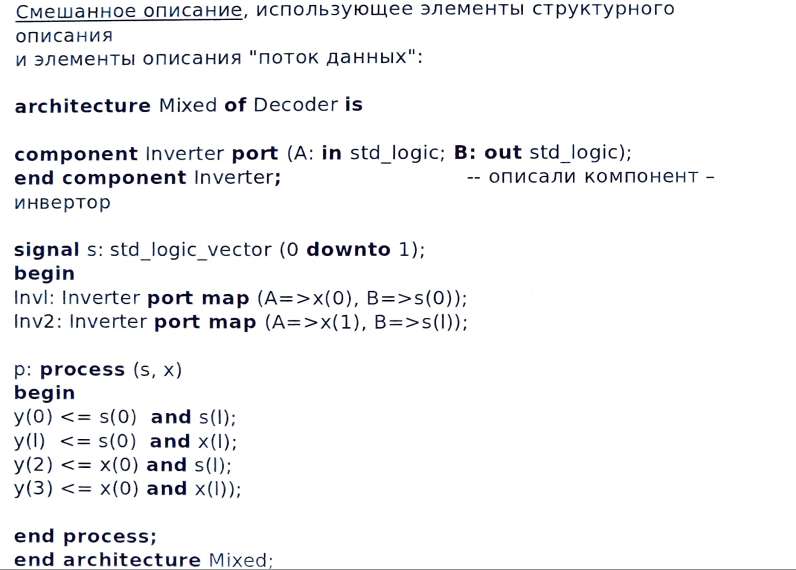 Смешанное описание, использующее элементы структурного
описания
и элементы описания "поток данных":
architecture Mixed of Decoder is
component Inverter port (A: in std_logic; B: out std_logic);
end component Inverter; -- описали компонент –
инвертор
signal s: std_logic_vector (0 downto 1);
begin
Invl: Inverter port map (A=>x(0), B=>s(0));
Inv2: Inverter port map (A=>x(1), B=>s(l));
p: process (s, x)
begin
y(0) <= s(0) and s(l);
y(l) <= s(0) and x(l);
y(2) <= x(0) and s(l);
y(3) <= x(0) and x(l));
end process;
end architecture Mixed;